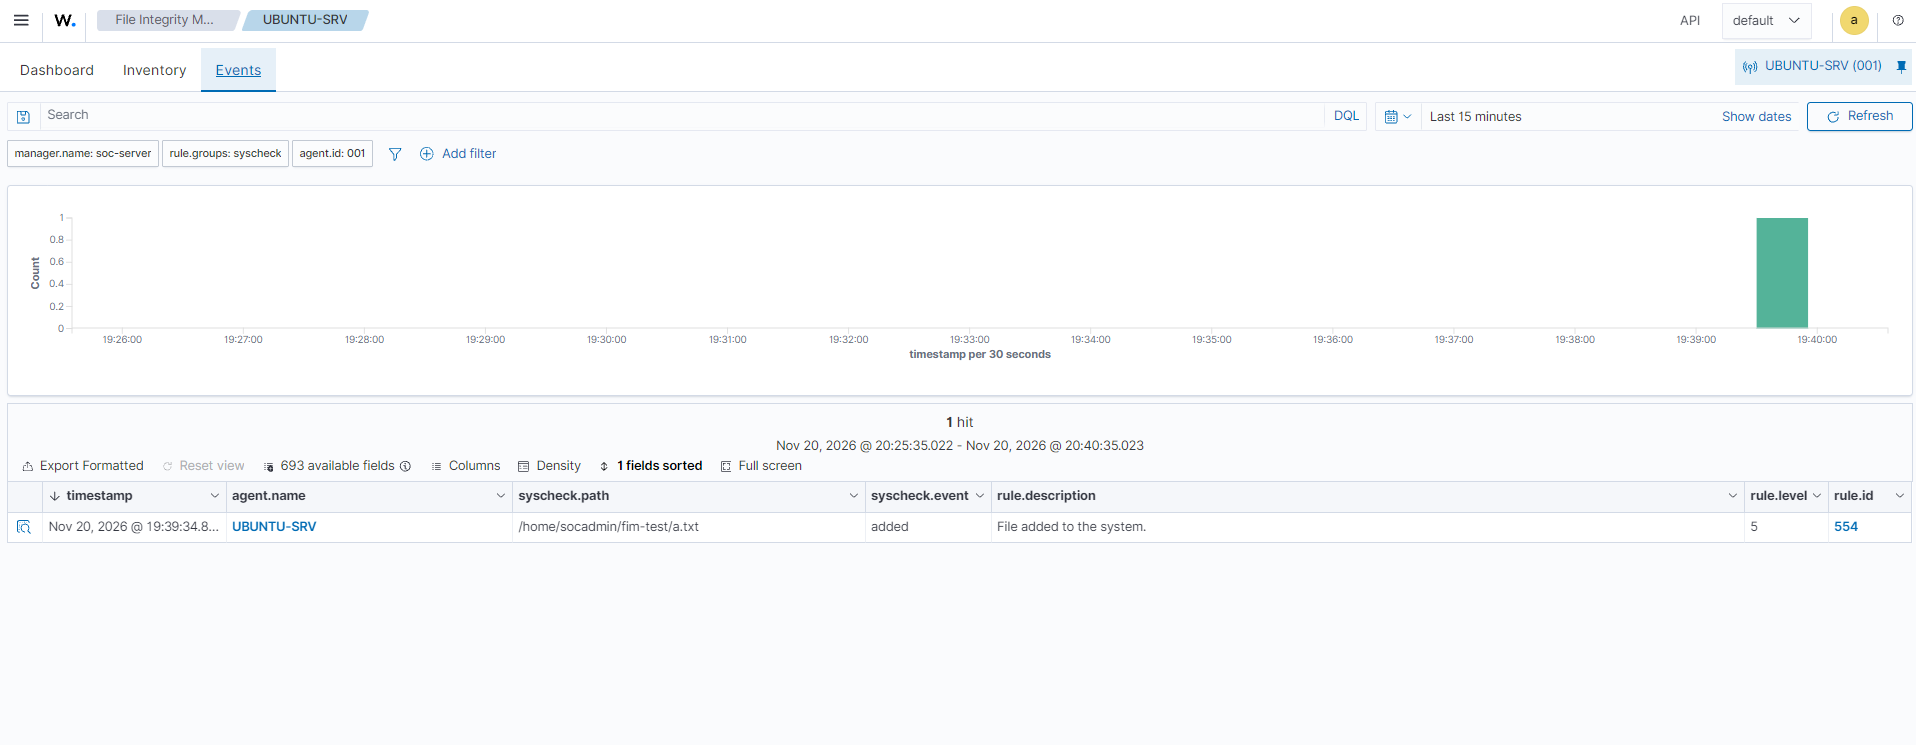 W. File Integrity M... UBUNTU-SRV API default a
Dashboard Inventory Events UBUNTU-SRV (001)
Search DQL Last 15 minutes Show dates Refresh
manager.name: soc-server rule.groups: syscheck agent.id: 001 Add filter
1
0.8
0.6
0.4
0.2
0
Count
19:26:00 19:27:00 19:28:00 19:29:00 19:30:00 19:31:00 19:32:00 19:33:00 19:34:00 19:35:00 19:36:00 19:37:00 19:38:00 19:39:00 19:40:00
timestamp per 30 seconds
1 hit
Nov 20, 2026 @ 20:25:35.022 - Nov 20, 2026 @ 20:40:35.023
Export Formatted Reset view 693 available fields Columns Density 1 fields sorted Full screen
timestamp agent.name syscheck.path syscheck.event rule.description rule.level rule.id
Nov 20, 2026 @ 19:39:34.8... UBUNTU-SRV /home/socadmin/fim-test/a.txt added File added to the system. 5 554